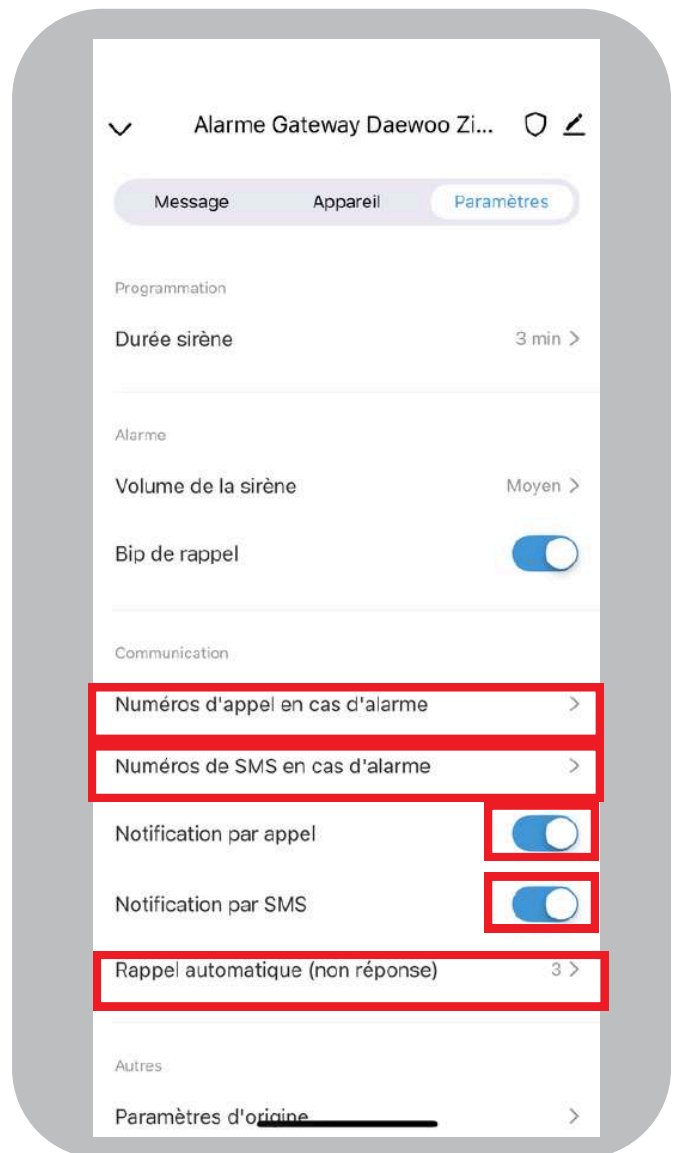 Alarme Gateway Daewoo Zi...
Message Appareil Paramètres
Programmation
Durée sirène 3 min >
Alarme
Volume de la sirène Moyen >
Bip de rappel
Communication
Numéros d'appel en cas d'alarme >
Numéros de SMS en cas d'alarme >
Notification par appel
Notification par SMS
Rappel automatique (non réponse) 3 >
Autres
Paramètres d'origine >